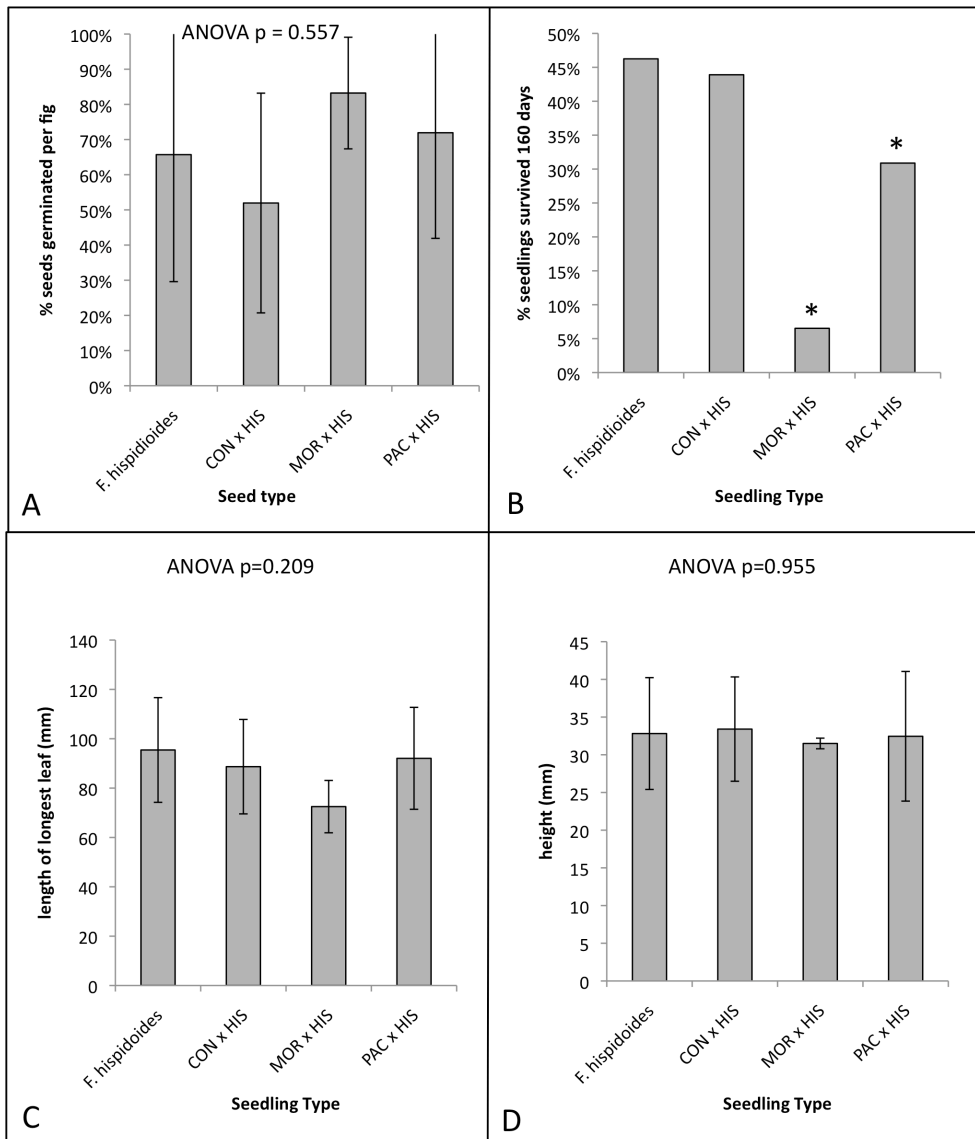 ANOVA p = 0.557
% seeds germinated per fig
100%
90%
80%
70%
60%
50%
40%
30%
20%
10%
0%
F. hispidioides
CON x HIS
MOR x HIS
PAC x HIS
Seed type
A
% seedlings survived 160 days
50%
45%
40%
35%
30%
25%
20%
15%
10%
5%
0%
*
*
F. hispidioides
CON x HIS
MOR x HIS
PAC x HIS
Seedling Type
B
ANOVA p=0.209
length of longest leaf (mm)
140
120
100
80
60
40
20
0
F. hispidoides
CON x HIS
MOR x HIS
PAC x HIS
Seedling Type
C
ANOVA p=0.955
height (mm)
45
40
35
30
25
20
15
10
5
0
F. hispidoides
CON x HIS
MOR x HIS
PAC x HIS
Seedling Type
D